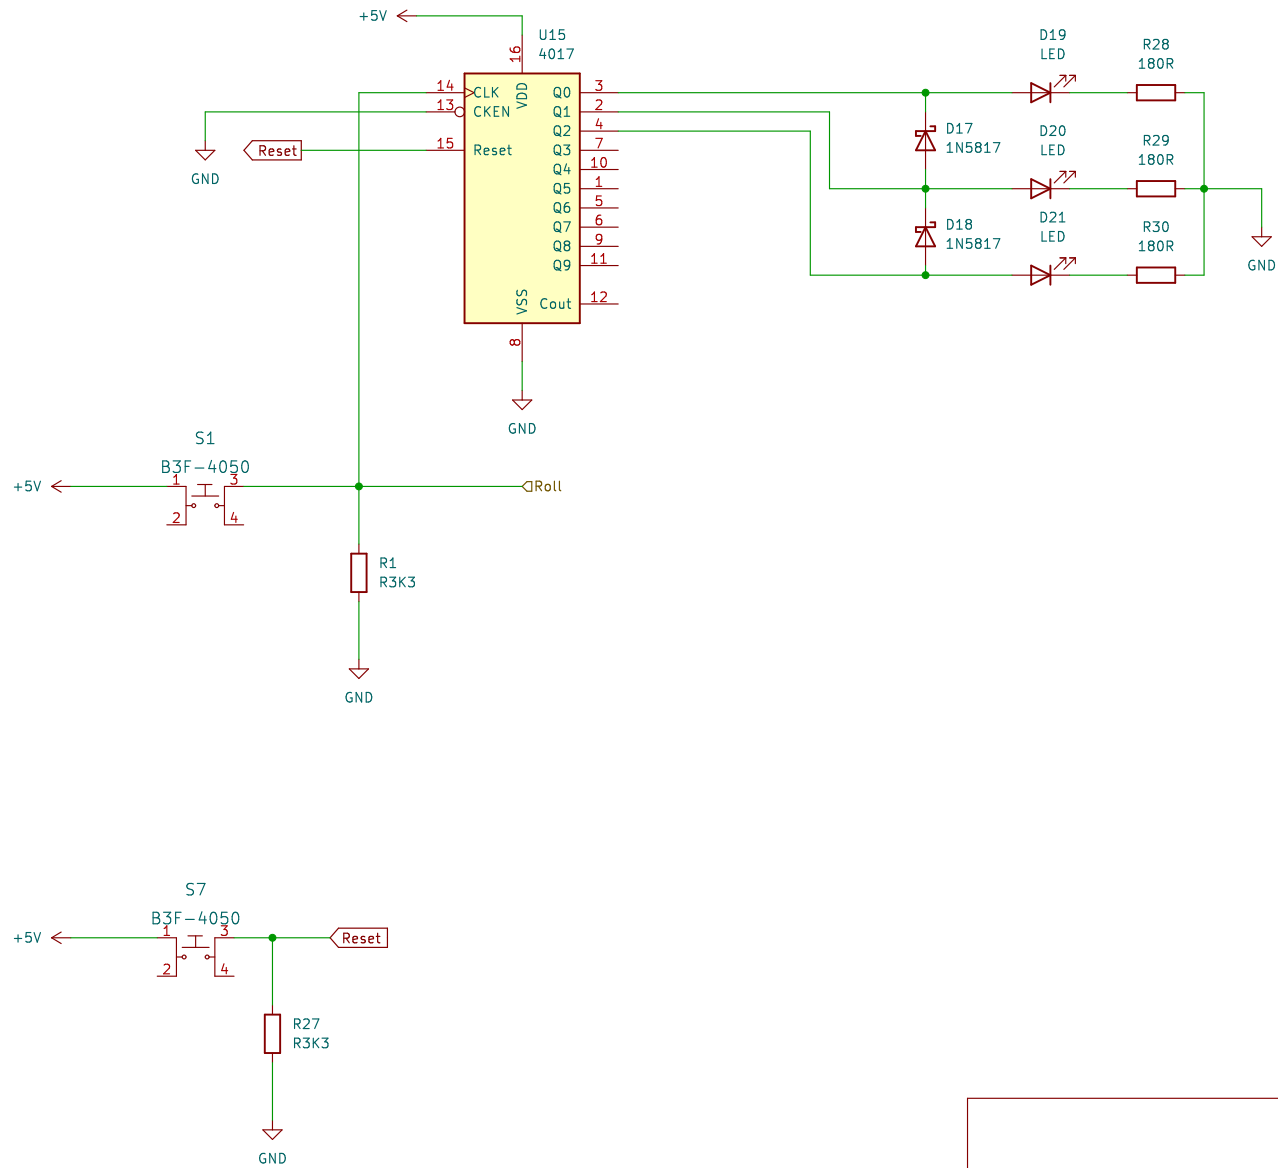 +5V
U15
4017
16
VDD
14
CLK
13
CKEN
15
Reset
Reset
GND
Q0
3
Q1
2
Q2
4
Q3
7
Q4
10
Q5
1
Q6
5
Q7
6
Q8
9
Q9
11
Cout
12
VSS
8
GND
D19
LED
R28
180R
D17
1N5817
D20
LED
R29
180R
D18
1N5817
D21
LED
R30
180R
GND
S1
B3F-4050
+5V
1
3
2
4
Roll
R1
R3K3
GND
S7
B3F-4050
+5V
1
3
2
4
Reset
R27
R3K3
GND